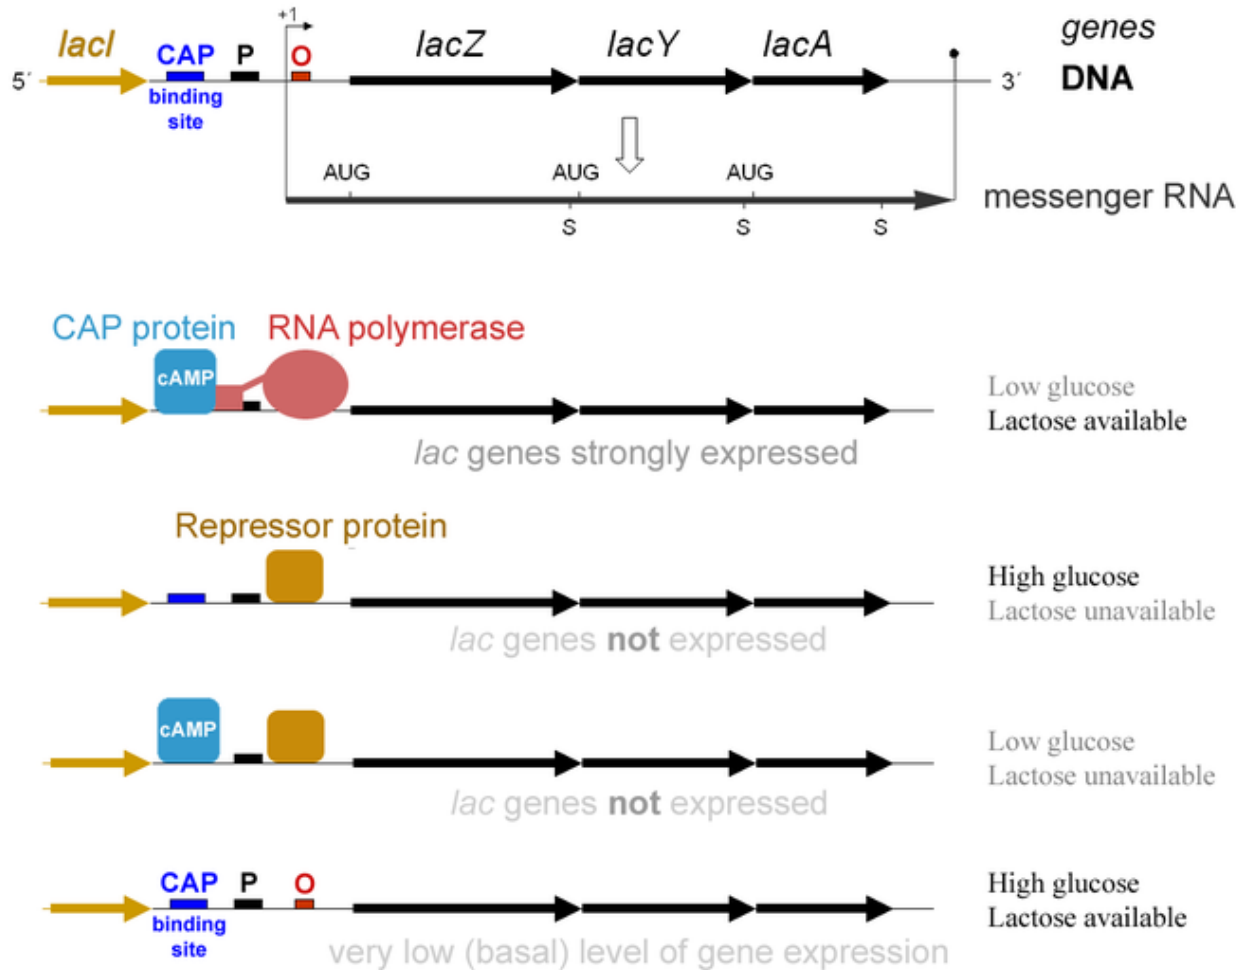 +1
lacI CAP P O lacZ lacY lacA genes
5´ 3´ DNA
binding
site
AUG AUG AUG
messenger RNA
S S S
CAP protein RNA polymerase
cAMP
Low glucose
Lactose available
lac genes strongly expressed
Repressor protein
High glucose
Lactose unavailable
lac genes not expressed
cAMP
Low glucose
Lactose unavailable
lac genes not expressed
CAP P O
High glucose
Lactose available
binding
site
very low (basal) level of gene expression